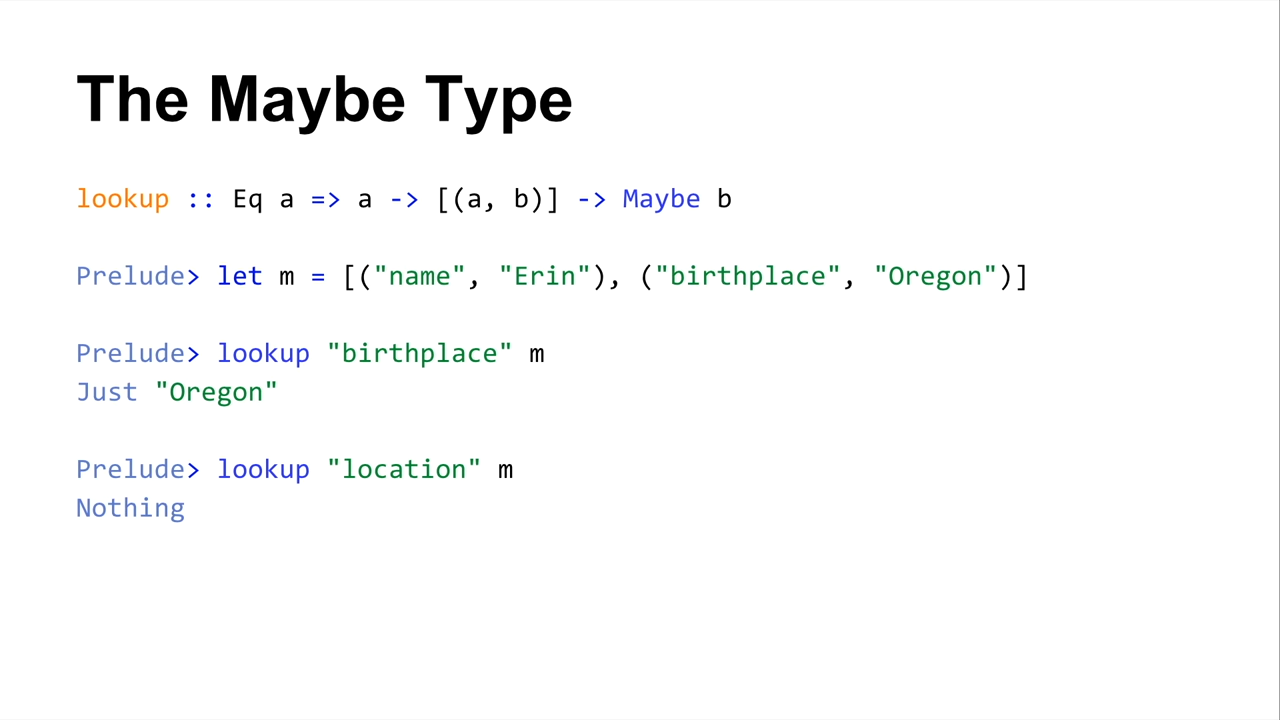 The Maybe Type
lookup :: Eq a => a -> [(a, b)] -> Maybe b
Prelude> let m = [("name", "Erin"), ("birthplace", "Oregon")]
Prelude> lookup "birthplace" m
Just "Oregon"
Prelude> lookup "location" m
Nothing